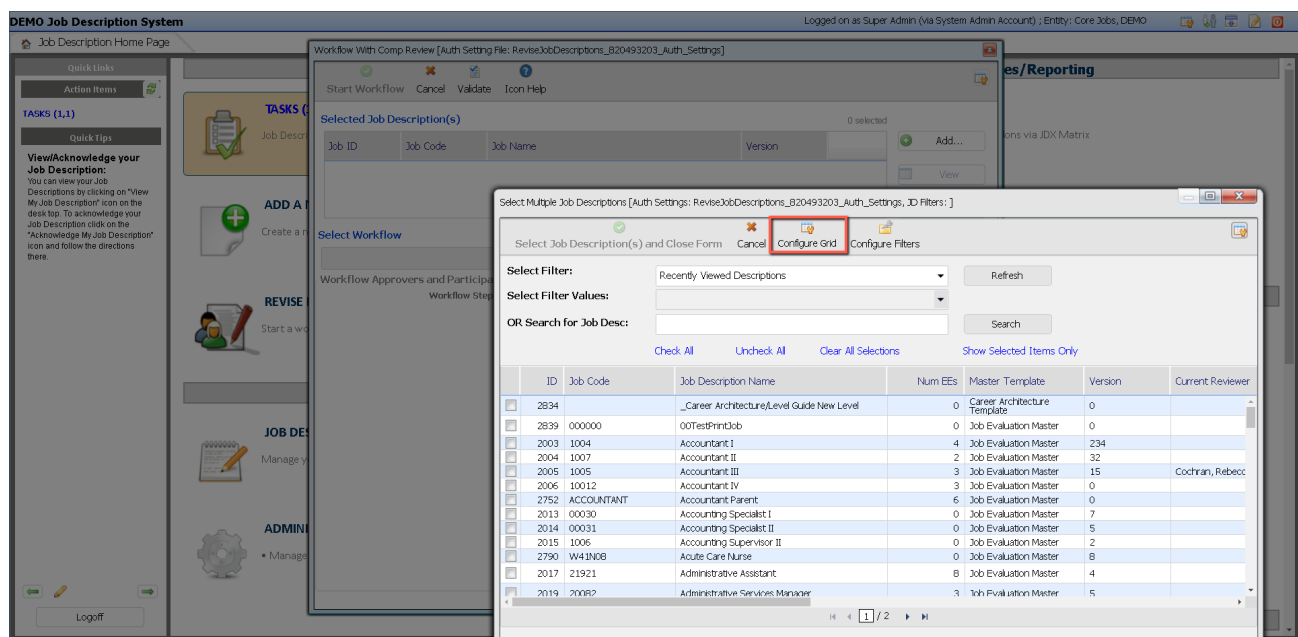 DEMO Job Description System
Logged on as Super Admin (via System Admin Account) ; Entity: Core Jobs, DEMO
Job Description Home Page
Quick Links
Action Items
TASKS (1,1)
Quick Tips
View/Acknowledge your
Job Description:
You can view your Job
Descriptions by clicking on "View
My Job Description" icon on the
desk top. To acknowledge your
Job Description click on the
"Acknowledge My Job Description"
icon and follow the directions
there.
Logoff
TASKS (
Job Descr
ADD A
Create a n
REVISE
Start a wo
JOB DES
Manage y
ADMINI
• Manage
es/Reporting
ons via JDX Matrix
Workflow With Comp Review [Auth Setting File: ReviseJobDescriptions_820493203_Auth_Settings]
Start Workflow Cancel Validate Icon Help
Selected Job Description(s)
0 selected
Job ID Job Code Job Name Version
Add...
View
Select Workflow
Workflow Approvers and Participa
Workflow Step
Select Multiple Job Descriptions [Auth Settings: ReviseJobDescriptions_820493203_Auth_Settings, JD Filters: ]
Select Job Description(s) and Close Form Cancel Configure Grid Configure Filters
Select Filter: Recently Viewed Descriptions Refresh
Select Filter Values:
OR Search for Job Desc: Search
Check All Uncheck All Clear All Selections Show Selected Items Only
ID Job Code Job Description Name Num EEs Master Template Version Current Reviewer
2834 _Career Architecture/Level Guide New Level 0 Career Architecture Template 0
2839 000000 00TestPrintJob 0 Job Evaluation Master 0
2003 1004 Accountant I 4 Job Evaluation Master 234
2004 1007 Accountant II 2 Job Evaluation Master 32
2005 1005 Accountant III 3 Job Evaluation Master 15 Cochran, Rebecc
2006 10012 Accountant IV 3 Job Evaluation Master 0
2752 ACCOUNTANT Accountant Parent 6 Job Evaluation Master 0
2013 00030 Accounting Specialist I 0 Job Evaluation Master 7
2014 00031 Accounting Specialist II 0 Job Evaluation Master 5
2015 1006 Accounting Supervisor II 0 Job Evaluation Master 2
2790 W41N08 Acute Care Nurse 0 Job Evaluation Master 8
2017 21921 Administrative Assistant 8 Job Evaluation Master 4
2019 20082 Administrative Services Manager 3 Job Evaluation Master 5
1 / 2